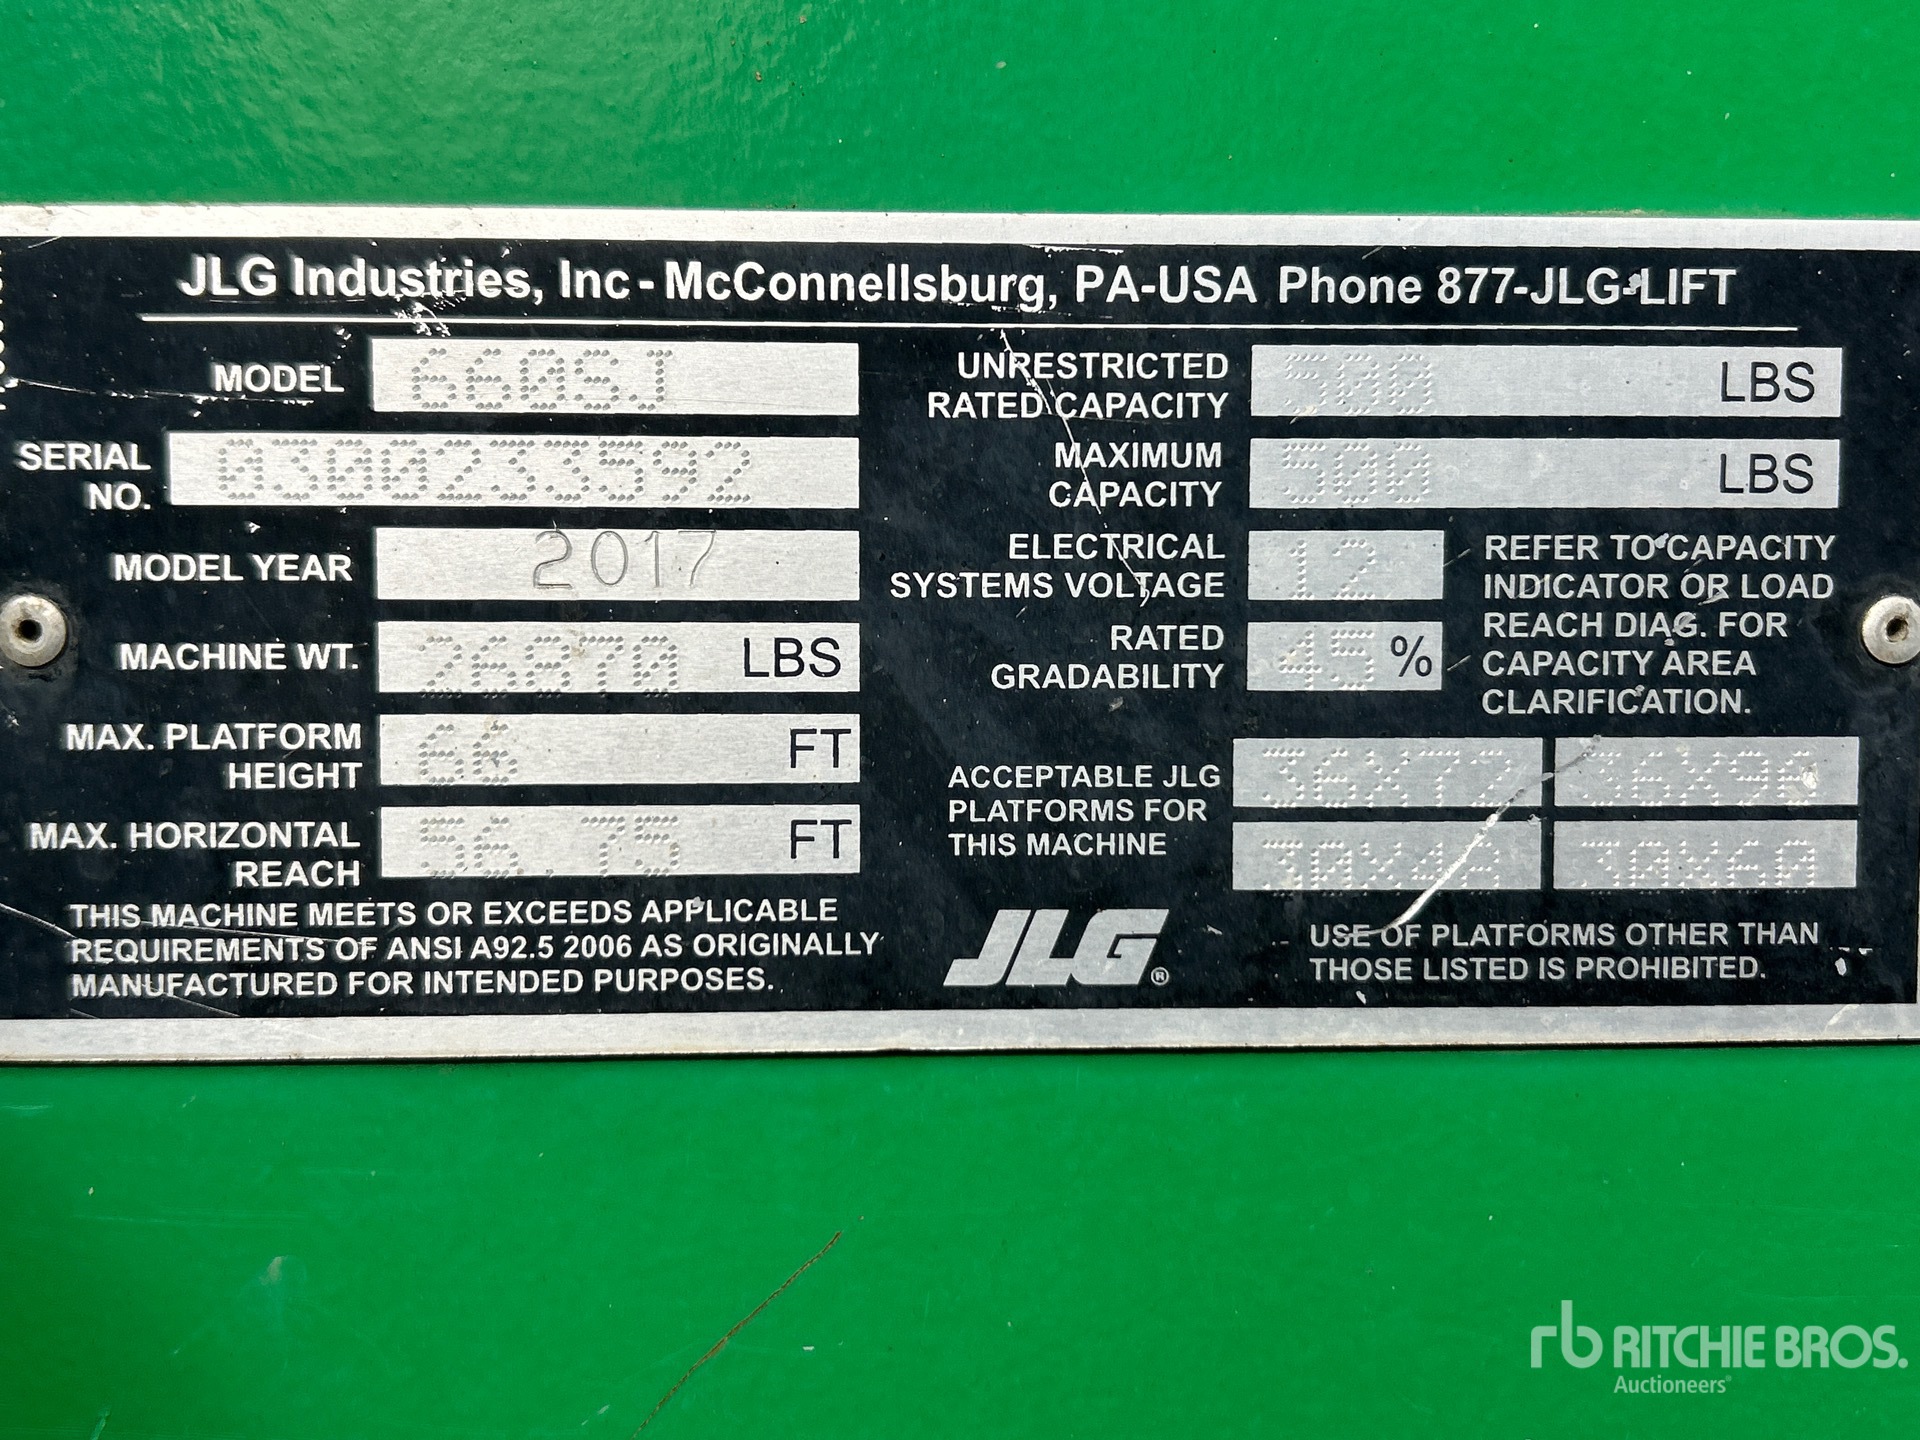 JLG Industries, Inc - McConnellsburg, PA-USA Phone 877-JLG-LIFT
MODEL 660SJ
SERIAL NO. 0300233592
MODEL YEAR 2017
MACHINE WT. 26870 LBS
MAX. PLATFORM HEIGHT 66 FT
MAX. HORIZONTAL REACH 56.75 FT
THIS MACHINE MEETS OR EXCEEDS APPLICABLE
REQUIREMENTS OF ANSI A92.5 2006 AS ORIGINALLY
MANUFACTURED FOR INTENDED PURPOSES.
UNRESTRICTED RATED CAPACITY 500 LBS
MAXIMUM CAPACITY 500 LBS
ELECTRICAL SYSTEMS VOLTAGE 12
RATED GRADABILITY 45 %
REFER TO CAPACITY
INDICATOR OR LOAD
REACH DIAG. FOR
CAPACITY AREA
CLARIFICATION.
ACCEPTABLE JLG
PLATFORMS FOR
THIS MACHINE
36X72 36X90
30X60
JLG®
USE OF PLATFORMS OTHER THAN
THOSE LISTED IS PROHIBITED.
rb RITCHIE BROS.
Auctioneers